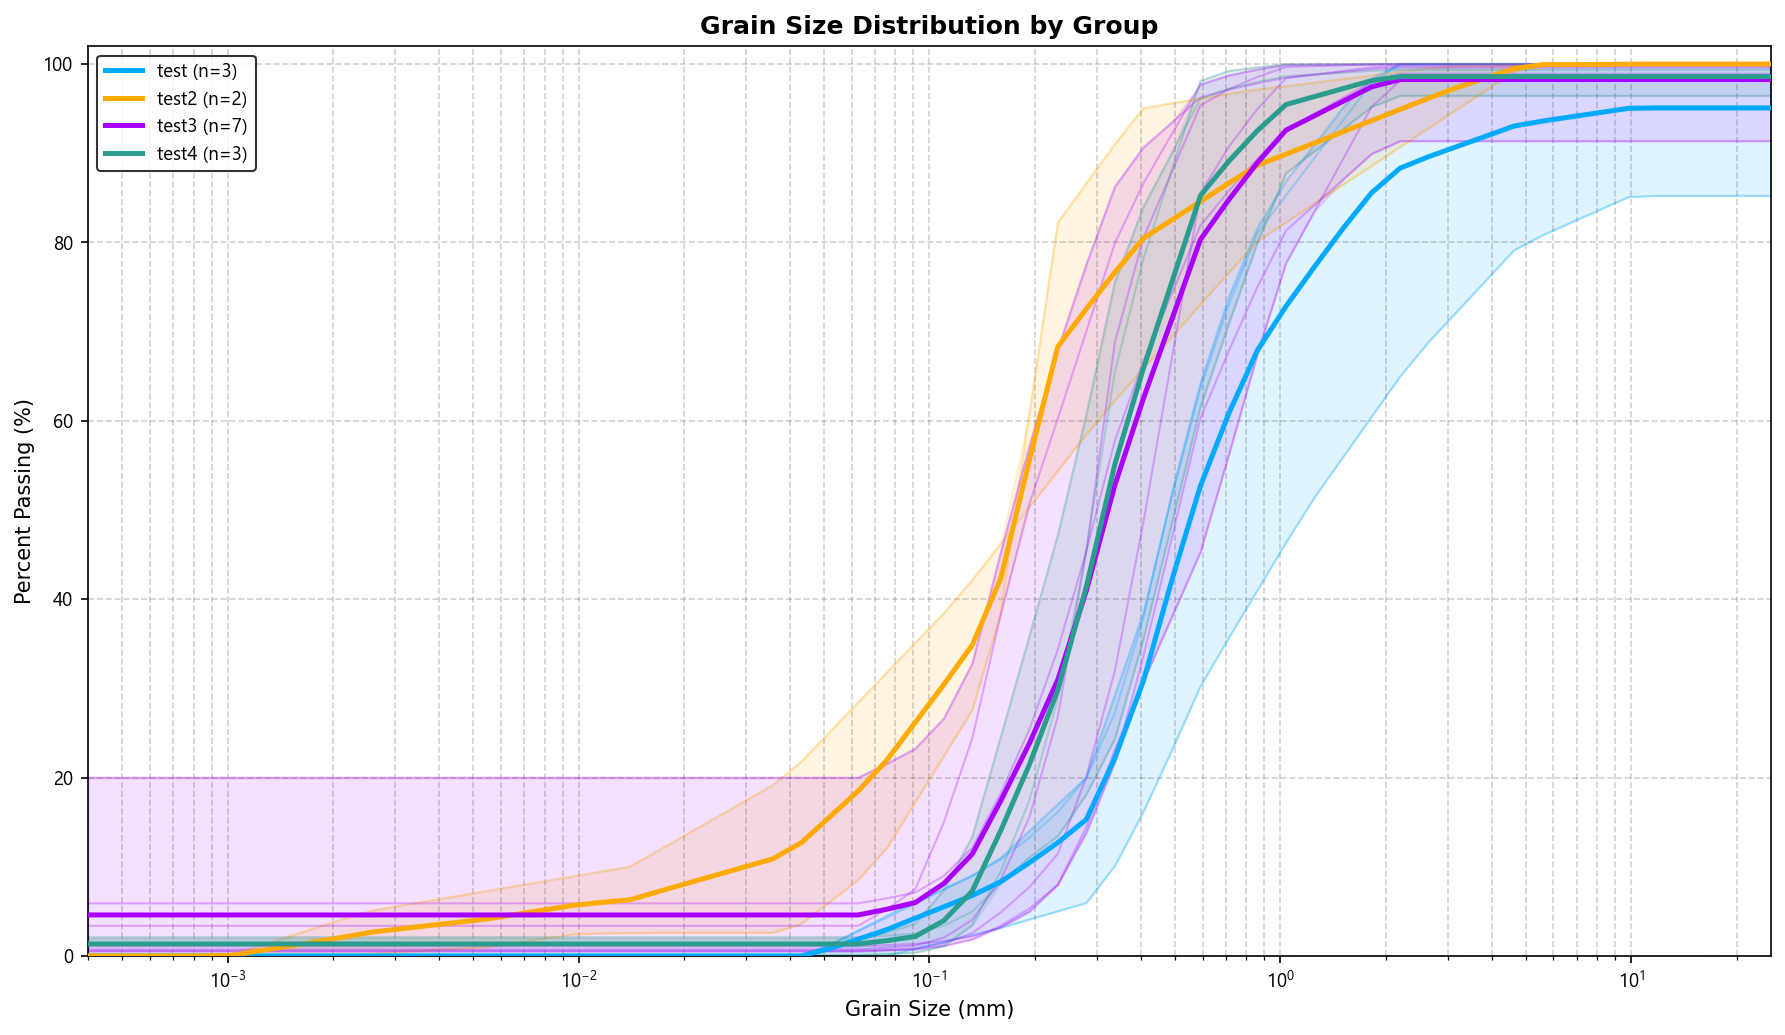 Grain Size Distribution by Group
100
80
60
40
20
0
Percent Passing (%)
test (n=3)
test2 (n=2)
test3 (n=7)
test4 (n=3)
10⁻³
10⁻²
10⁻¹
10⁰
10¹
Grain Size (mm)